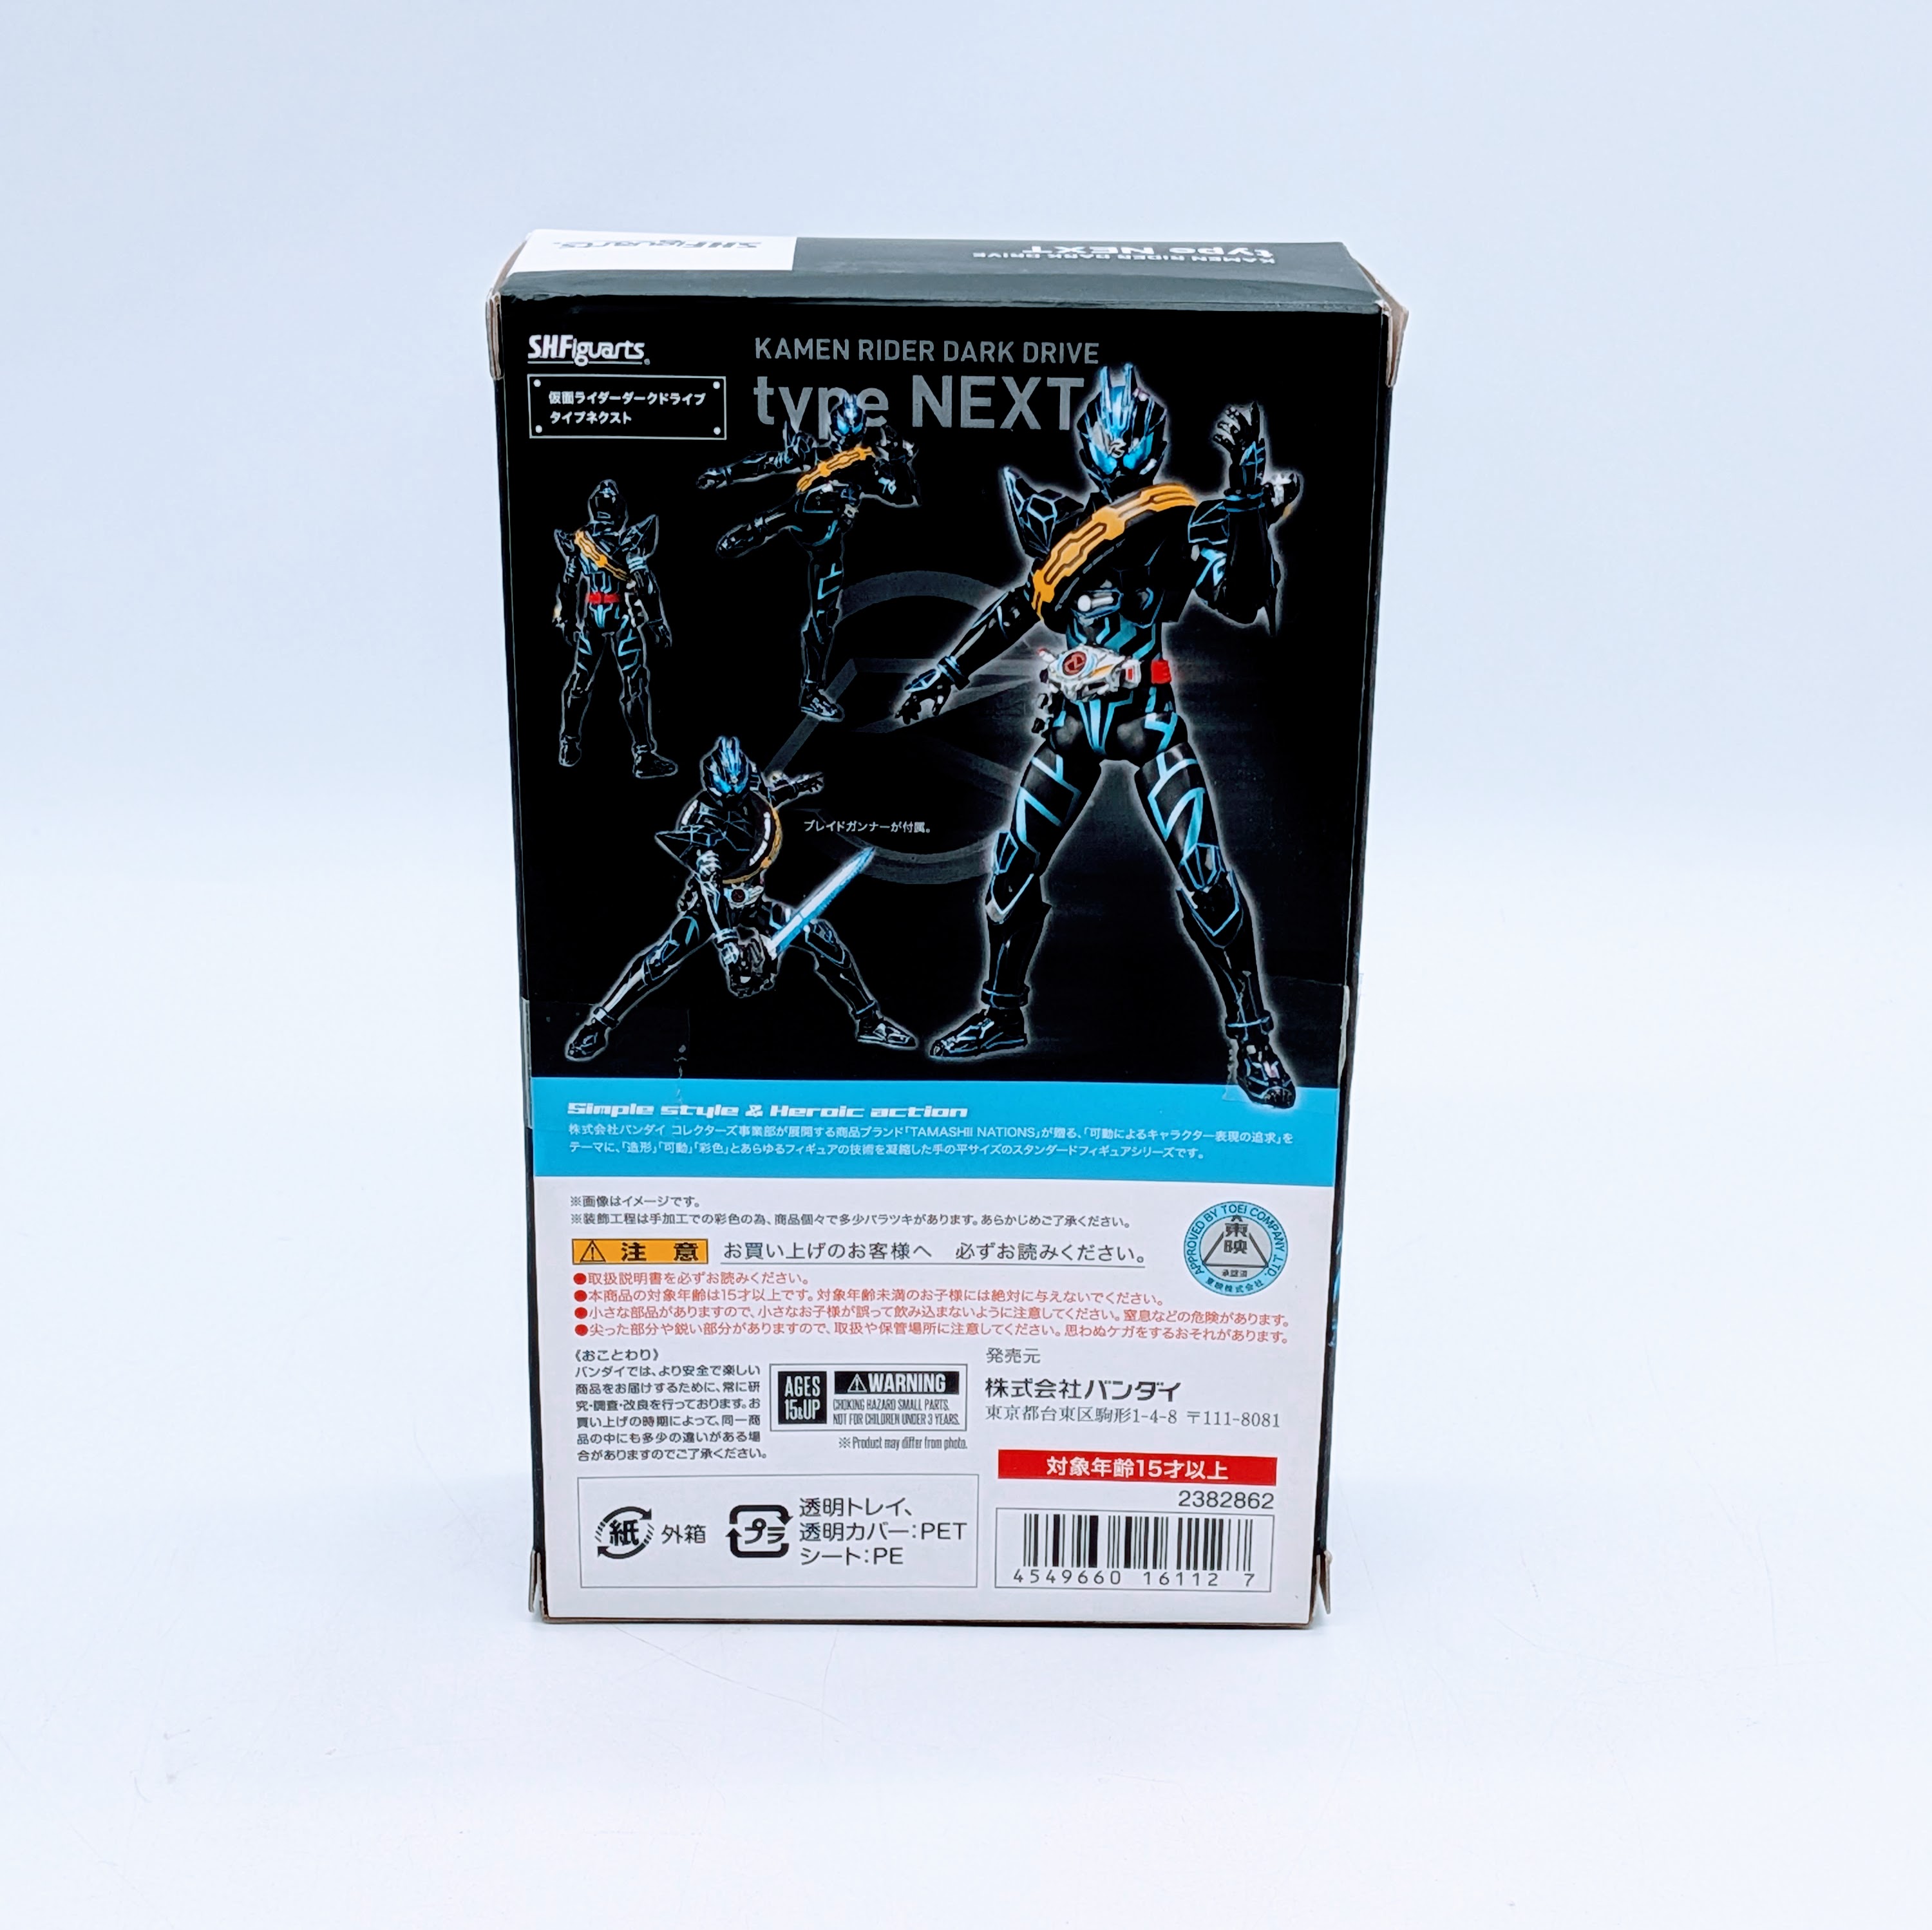 S.H.Figuarts
KAMEN RIDER DARK DRIVE
type NEXT
S.H.Figuarts
仮面ライダーダークドライブ
タイプネクスト
KAMEN RIDER DARK DRIVE
type NEXT
ブレイドガンナーが付属。
Simple style & Heroic action
株式会社バンダイ コレクターズ事業部が展開する商品ブランド「TAMASHII NATIONS」が贈る、「可動によるキャラクター表現の追求」を
テーマに、「造形」「可動」「彩色」とあらゆるフィギュアの技術を凝縮した手の平サイズのスタンダードフィギュアシリーズです。
※画像はイメージです。
※装飾工程は手加工での彩色の為、商品個々で多少バラツキがあります。あらかじめご了承ください。
注意 お買い上げのお客様へ 必ずお読みください。
●取扱説明書を必ずお読みください。
●本商品の対象年齢は15才以上です。対象年齢未満のお子様には絶対に与えないでください。
●小さな部品がありますので、小さなお子様が誤って飲み込まないように注意してください。窒息などの危険があります。
●尖った部分や鋭い部分がありますので、取扱や保管場所に注意してください。思わぬケガをするおそれがあります。
APPROVED BY TOEI COMPANY, LTD.
東映
承認済
東映株式会社
《おことわり》
バンダイでは、より安全で楽しい
商品をお届けするために、常に研
究・調査・改良を行っております。お
買い上げの時期によって、同一商
品の中にも多少の違いがある場
合がありますのでご了承ください。
AGES
15&UP
WARNING
CHOKING HAZARD SMALL PARTS.
NOT FOR CHILDREN UNDER 3 YEARS.
※Product may differ from photo.
発売元
株式会社バンダイ
東京都台東区駒形1-4-8 〒111-8081
対象年齢15才以上
2382862
紙 外箱
プラ
透明トレイ、
透明カバー:PET
シート:PE
4549660 16112 7